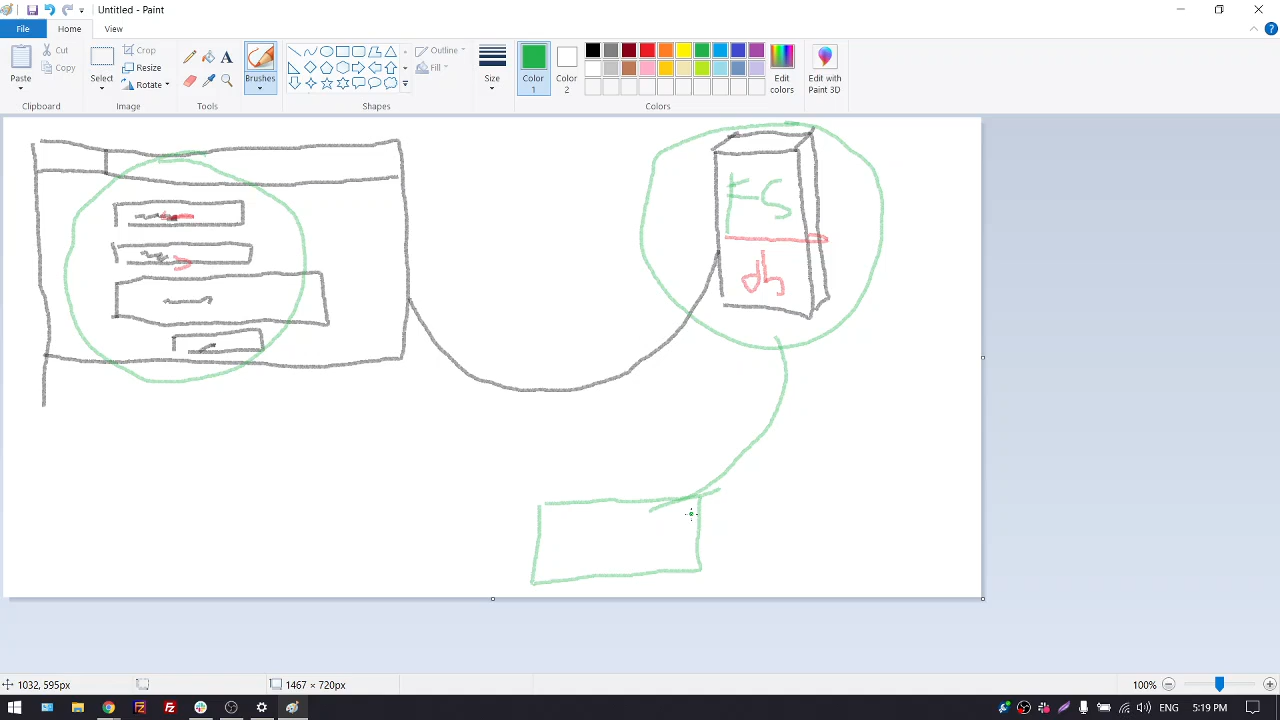 Untitled - Paint
File
Home
View
Paste
Cut
Copy
Clipboard
Select
Crop
Resize
Rotate
Image
Tools
Brushes
Shapes
Outline
Fill
Size
Color 1
Color 2
Colors
Edit colors
Edit with Paint 3D
db
1032, 595px
1467 × 720px
100%
ENG
5:19 PM